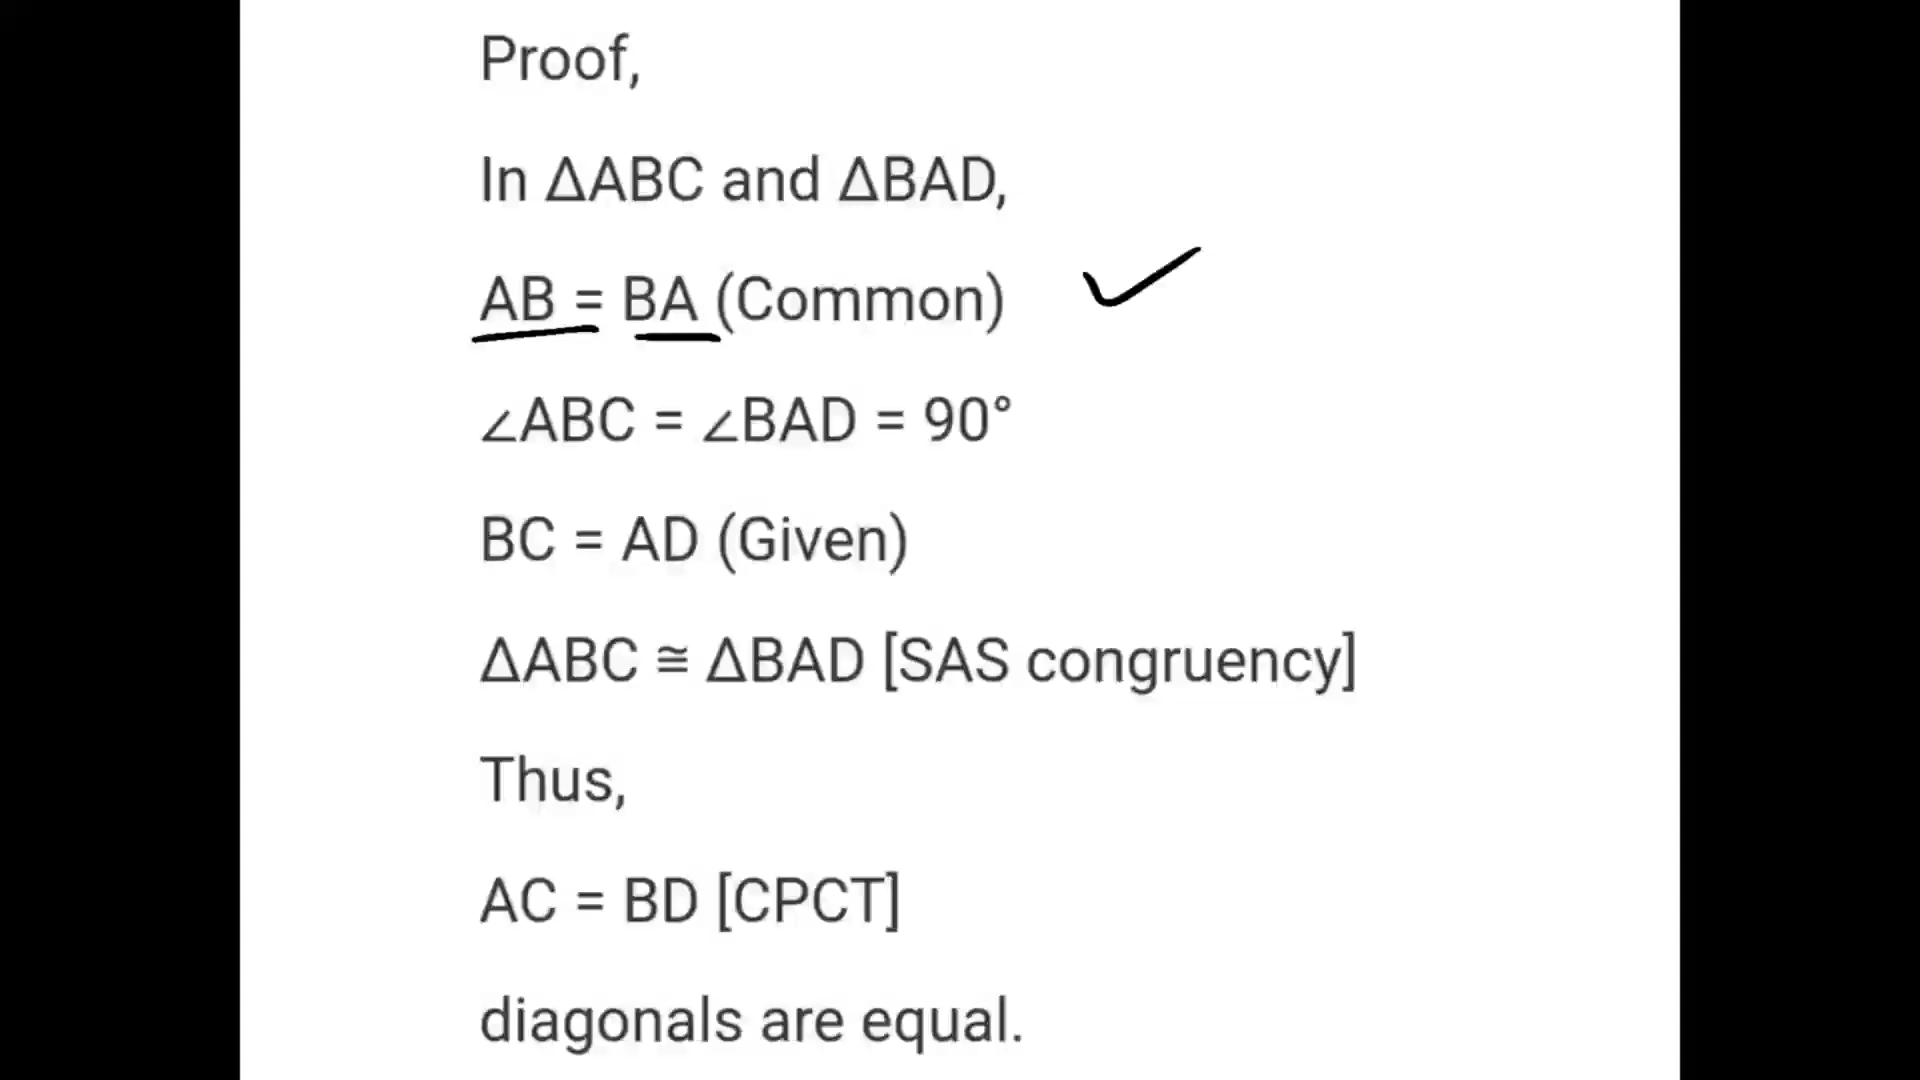 Proof,
In ΔABC and ΔBAD,
AB = BA (Common)
∠ABC = ∠BAD = 90°
BC = AD (Given)
ΔABC ≅ ΔBAD [SAS congruency]
Thus,
AC = BD [CPCT]
diagonals are equal.